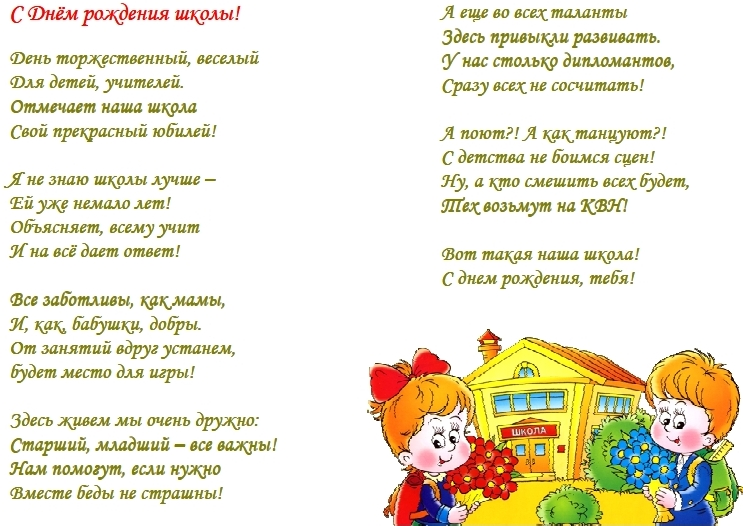 С Днём рождения школы!
День торжественный, веселый
Для детей, учителей.
Отмечает наша школа
Свой прекрасный юбилей!
Я не знаю школы лучше –
Ей уже немало лет!
Объясняет, всему учит
И на всё дает ответ!
Все заботливы, как мамы,
И, как, бабушки, добры.
От занятий вдруг устанем,
будет место для игры!
Здесь живем мы очень дружно:
Старший, младший – все важны!
Нам помогут, если нужно
Вместе беды не страшны!
А еще во всех таланты
Здесь привыкли развивать.
У нас столько дипломантов,
Сразу всех не сосчитать!
А поют?! А как танцуют?!
С детства не боимся сцен!
Ну, а кто смешить всех будет,
Тех возьмут на КВН!
Вот такая наша школа!
С днем рождения, тебя!
ШКОЛА